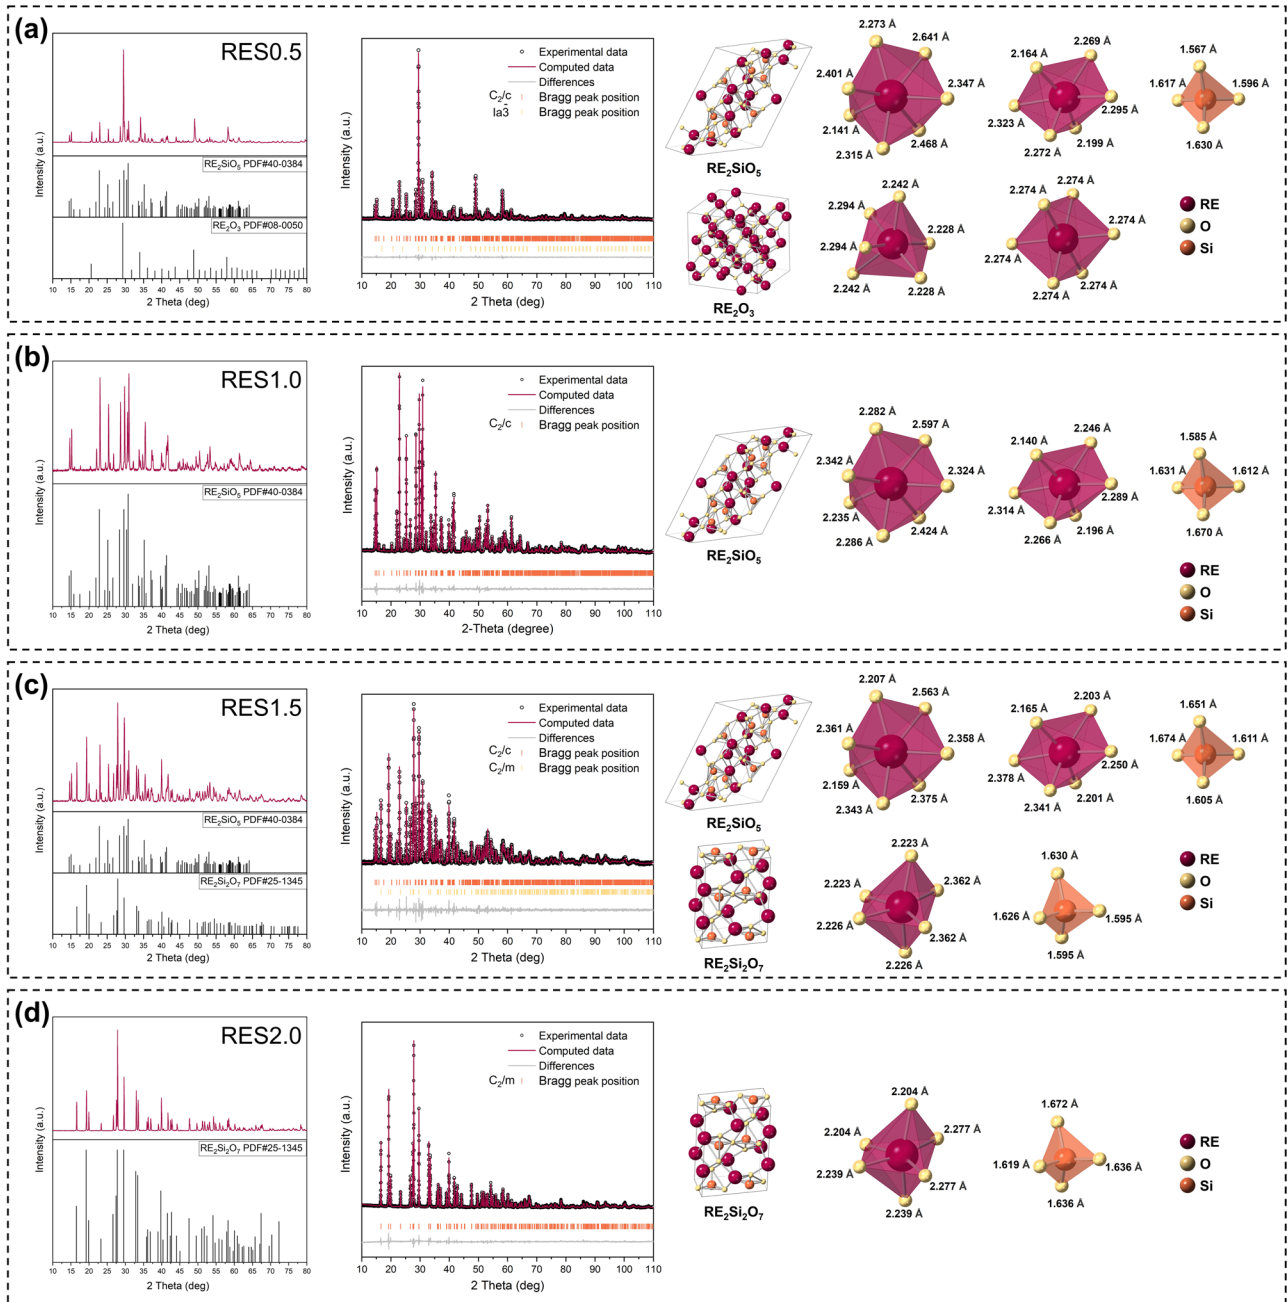 (a)
RES0.5
RE₂SiO₅ PDF#40-0384
RE₂O₃ PDF#08-0050
Intensity (a.u.)
10 15 20 25 30 35 40 45 50 55 60 65 70 75 80
2 Theta (deg)
Experimental data
Computed data
Differences
C₂/c Bragg peak position
Ia3̄ Bragg peak position
Intensity (a.u.)
10 20 30 40 50 60 70 80 90 100 110
2 Theta (deg)
RE₂SiO₅
2.273 Å
2.641 Å
2.401 Å
2.347 Å
2.141 Å
2.468 Å
2.315 Å
2.269 Å
2.164 Å
2.295 Å
2.323 Å
2.199 Å
2.272 Å
1.567 Å
1.617 Å
1.596 Å
1.630 Å
RE₂O₃
2.242 Å
2.294 Å
2.228 Å
2.294 Å
2.242 Å
2.228 Å
2.274 Å
2.274 Å
2.274 Å
2.274 Å
2.274 Å
2.274 Å
RE
O
Si
(b)
RES1.0
RE₂SiO₅ PDF#40-0384
Intensity (a.u.)
10 15 20 25 30 35 40 45 50 55 60 65 70 75 80
2 Theta (deg)
Experimental data
Computed data
Differences
C₂/c Bragg peak position
Intensity (a.u.)
10 20 30 40 50 60 70 80 90 100 110
2-Theta (degree)
RE₂SiO₅
2.282 Å
2.597 Å
2.342 Å
2.324 Å
2.235 Å
2.424 Å
2.286 Å
2.246 Å
2.140 Å
2.289 Å
2.314 Å
2.196 Å
2.266 Å
1.585 Å
1.631 Å
1.612 Å
1.670 Å
RE
O
Si
(c)
RES1.5
RE₂SiO₅ PDF#40-0384
RE₂Si₂O₇ PDF#25-1345
Intensity (a.u.)
10 15 20 25 30 35 40 45 50 55 60 65 70 75 80
2 Theta (deg)
Experimental data
Computed data
Differences
C₂/c Bragg peak position
C₂/m Bragg peak position
Intensity (a.u.)
10 20 30 40 50 60 70 80 90 100 110
2 Theta (deg)
RE₂SiO₅
2.207 Å
2.563 Å
2.361 Å
2.358 Å
2.159 Å
2.375 Å
2.343 Å
2.203 Å
2.165 Å
2.250 Å
2.378 Å
2.201 Å
2.341 Å
1.651 Å
1.674 Å
1.611 Å
1.605 Å
RE₂Si₂O₇
2.223 Å
2.223 Å
2.362 Å
2.226 Å
2.362 Å
2.226 Å
1.630 Å
1.626 Å
1.595 Å
1.595 Å
RE
O
Si
(d)
RES2.0
RE₂Si₂O₇ PDF#25-1345
Intensity (a.u.)
10 15 20 25 30 35 40 45 50 55 60 65 70 75 80
2 Theta (deg)
Experimental data
Computed data
Differences
C₂/m Bragg peak position
Intensity (a.u.)
10 20 30 40 50 60 70 80 90 100 110
2 Theta (deg)
RE₂Si₂O₇
2.204 Å
2.204 Å
2.277 Å
2.239 Å
2.277 Å
2.239 Å
1.672 Å
1.619 Å
1.636 Å
1.636 Å
RE
O
Si